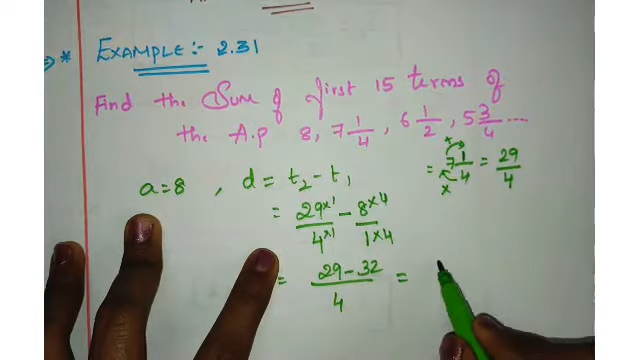 ⇒ * EXAMPLE :- 2.31
Find the Sum of first 15 terms of
the A.P 8, 7 1/4, 6 1/2, 5 3/4 ....
a = 8 , d = t₂ - t₁
= 7 1/4 = 29/4
+
x
= 29×1/4×1 - 8×4/1×4
= 29-32/4 =